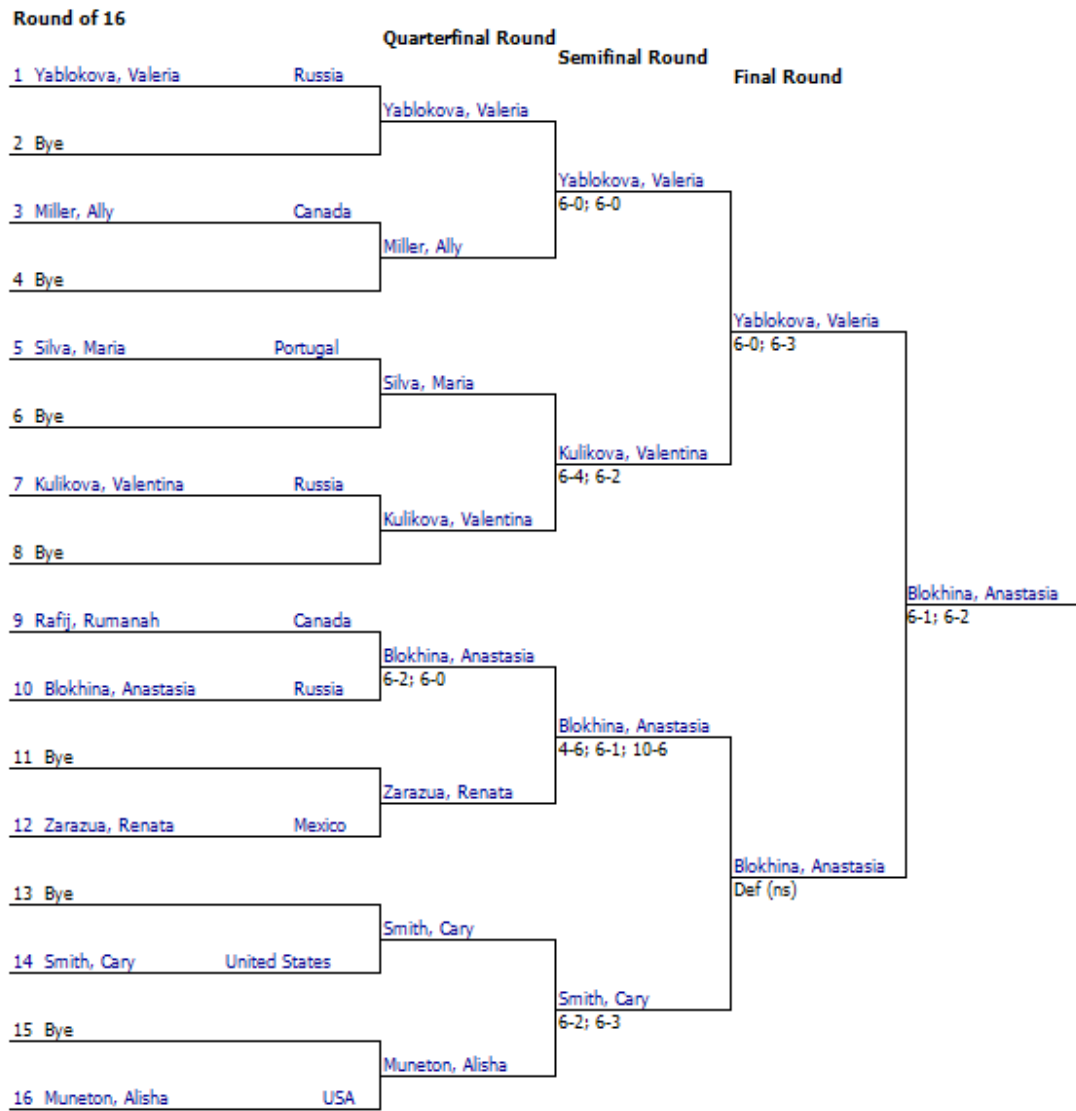 Round of 16
Quarterfinal Round
Semifinal Round
Final Round
1 Yablokova, Valeria Russia
Yablokova, Valeria
2 Bye
Yablokova, Valeria
6-0; 6-0
3 Miller, Ally Canada
Miller, Ally
4 Bye
Yablokova, Valeria
6-0; 6-3
5 Silva, Maria Portugal
Silva, Maria
6 Bye
Kulikova, Valentina
6-4; 6-2
7 Kulikova, Valentina Russia
Kulikova, Valentina
8 Bye
Blokhina, Anastasia
6-1; 6-2
9 Rafij, Rumanah Canada
Blokhina, Anastasia
6-2; 6-0
10 Blokhina, Anastasia Russia
Blokhina, Anastasia
4-6; 6-1; 10-6
11 Bye
Zarazua, Renata
12 Zarazua, Renata Mexico
Blokhina, Anastasia
Def (ns)
13 Bye
Smith, Cary
14 Smith, Cary United States
Smith, Cary
6-2; 6-3
15 Bye
Muneton, Alisha
16 Muneton, Alisha USA